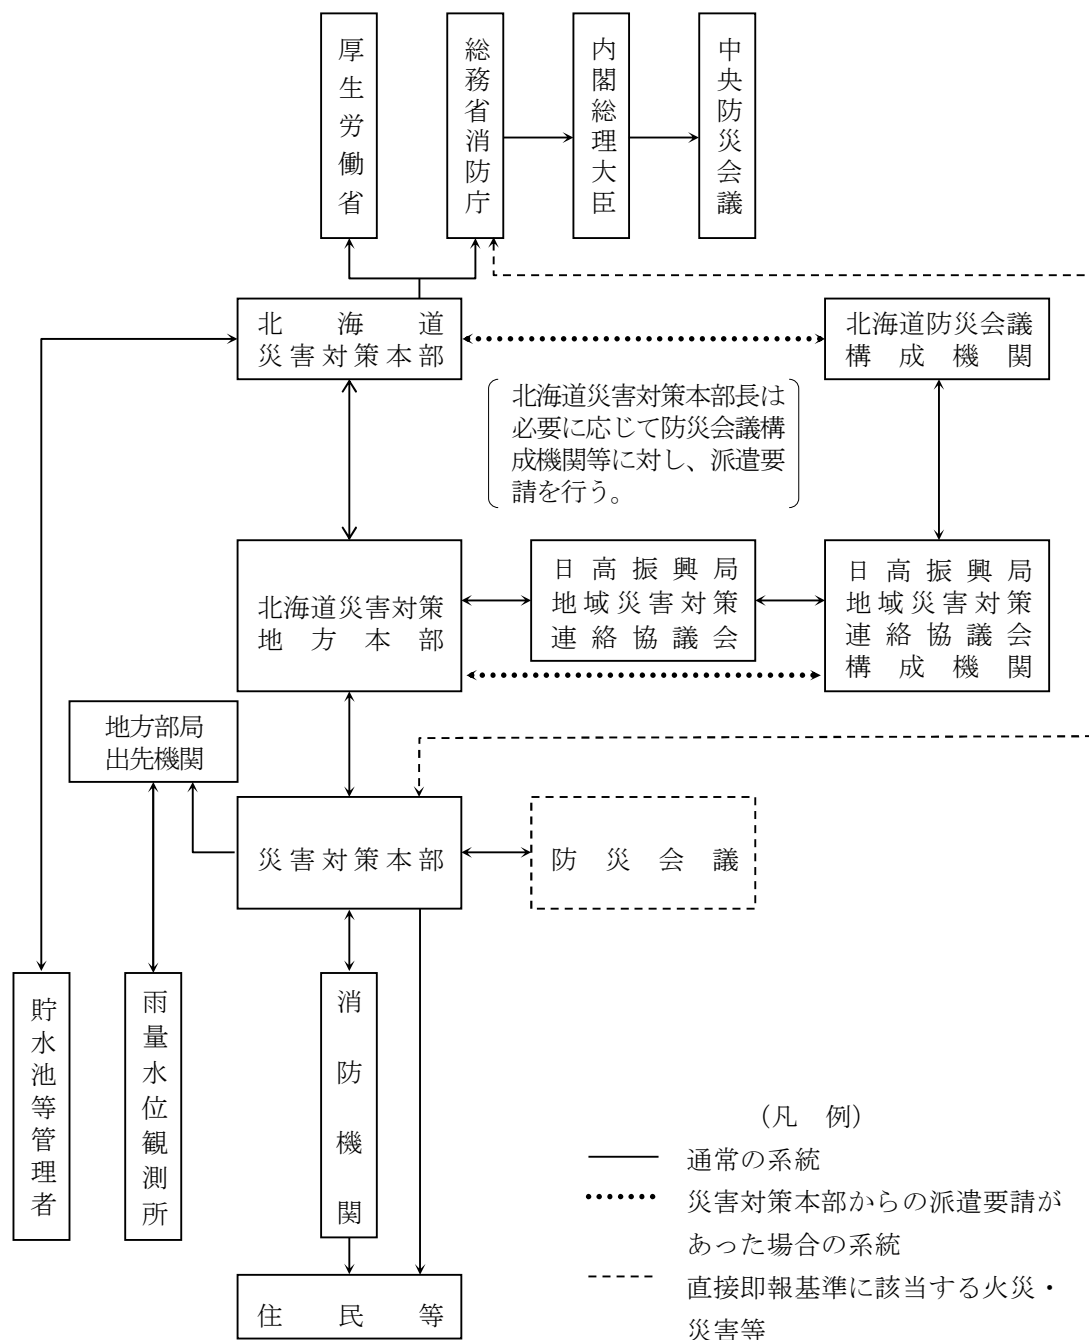 厚生労働省
総務省消防庁
内閣総理大臣
中央防災会議
北海道
災害対策本部
北海道防災会議
構成機関
北海道災害対策本部長は
必要に応じて防災会議構
成機関等に対し、派遣要
請を行う。
北海道災害対策
地方本部
日高振興局
地域災害対策
連絡協議会
日高振興局
地域災害対策
連絡協議会
構成機関
地方部局
出先機関
災害対策本部
防災会議
貯水池等管理者
雨量水位観測所
消防機関
住民等
（凡　例）
通常の系統
災害対策本部からの派遣要請が
あった場合の系統
直接即報基準に該当する火災・
災害等